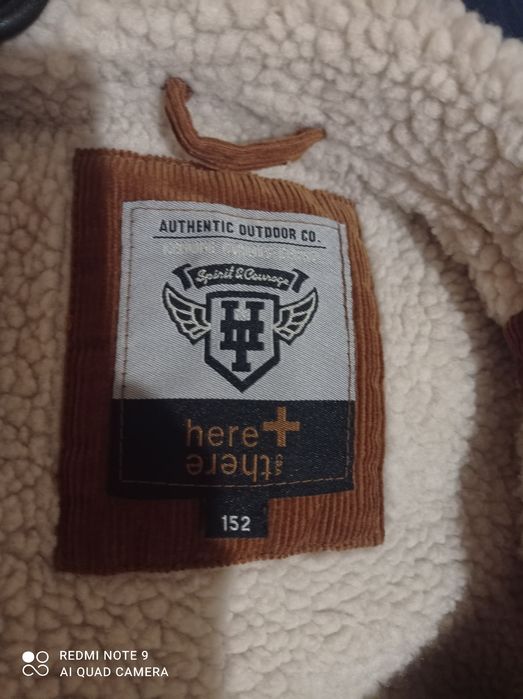 AUTHENTIC OUTDOOR CO.
Spirit & Courage
HT
here +
there
152
REDMI NOTE 9
AI QUAD CAMERA